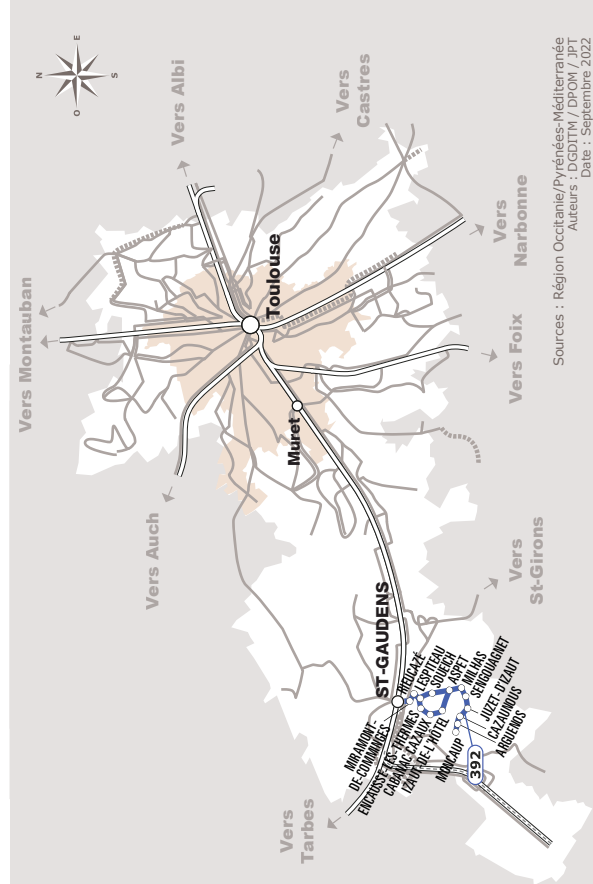 N
E
S
O
Vers Albi
Vers
Castres
Vers Montauban
Toulouse
Vers
Narbonne
Muret
Vers Foix
Vers Auch
Vers
St-Girons
ST-GAUDENS
MIRAMONT-
DE-COMMINGES
RIEUCAZÉ
LESPITEAU
SOUEICH
ASPET
MILHAS
SENGOUAGNET
ENCAUSSE-LES-THERMES
CABANAC-CAZAUX
IZAUT-DE-L'HÔTEL
JUZET-D'IZAUT
CAZAUNOUS
ARGUENOS
MONCAUP
392
Vers
Tarbes
Sources : Région Occitanie/Pyrénées-Méditerranée
Auteurs : DGDITM / DPOM / JPT
Date : Septembre 2022